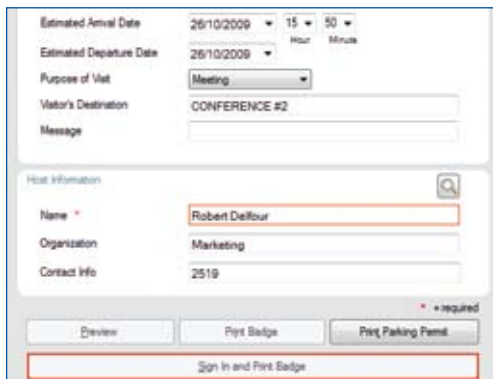 Estimated Arrival Date 26/10/2009 15 50
Hour Minute
Estimated Departure Date 26/10/2009
Purpose of Visit Meeting
Visitor's Destination CONFERENCE #2
Message
Host Information
Name * Robert Delfour
Organization Marketing
Contact Info 2519
* = required
Preview Print Badge Print Parking Permit
Sign In and Print Badge